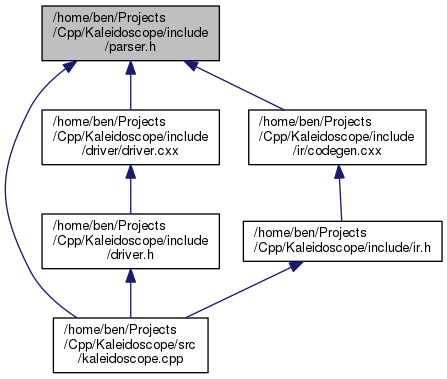 /home/ben/Projects
/Cpp/Kaleidoscope/include
/parser.h
/home/ben/Projects
/Cpp/Kaleidoscope/include
/driver/driver.cxx
/home/ben/Projects
/Cpp/Kaleidoscope/include
/ir/codegen.cxx
/home/ben/Projects
/Cpp/Kaleidoscope/include
/driver.h
/home/ben/Projects
/Cpp/Kaleidoscope/include/ir.h
/home/ben/Projects
/Cpp/Kaleidoscope/src
/kaleidoscope.cpp